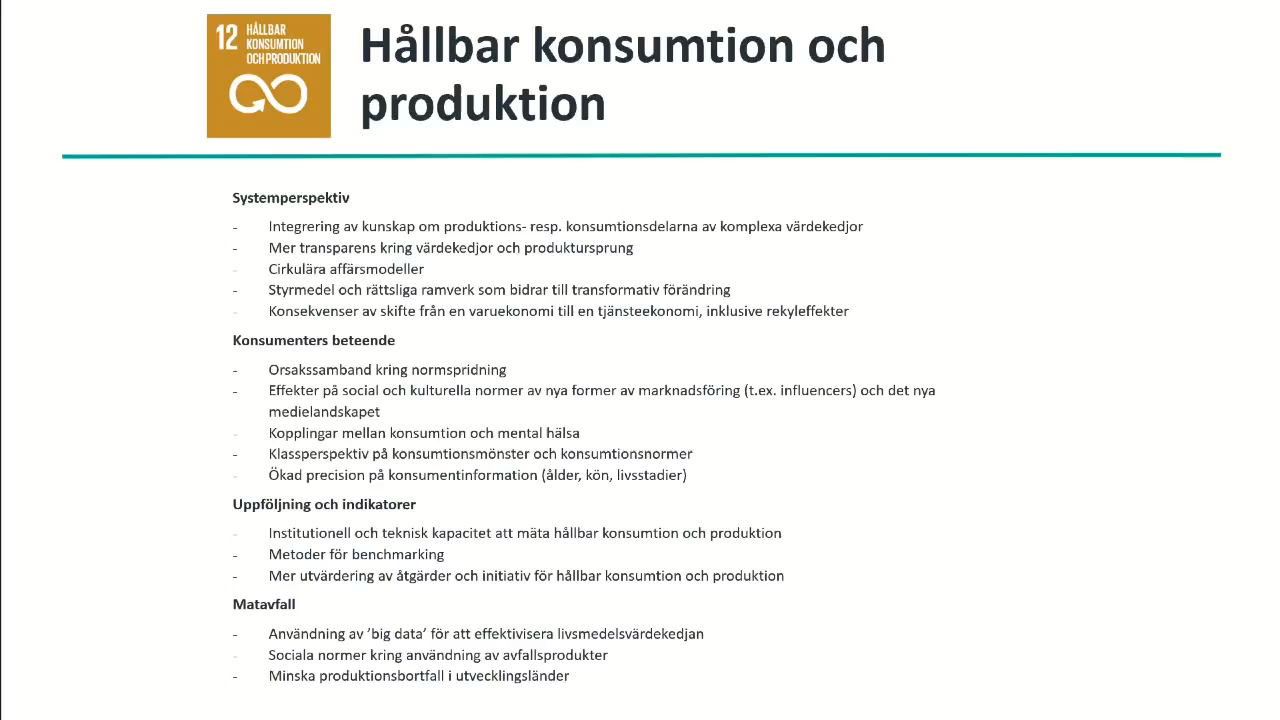 12 HÅLLBAR
KONSUMTION
OCH PRODUKTION
Hållbar konsumtion och
produktion
Systemperspektiv
- Integrering av kunskap om produktions- resp. konsumtionsdelarna av komplexa värdekedjor
- Mer transparens kring värdekedjor och produktursprung
- Cirkulära affärsmodeller
- Styrmedel och rättsliga ramverk som bidrar till transformativ förändring
- Konsekvenser av skifte från en varuekonomi till en tjänsteekonomi, inklusive rekyleffekter
Konsumenters beteende
- Orsakssamband kring normspridning
- Effekter på social och kulturella normer av nya former av marknadsföring (t.ex. influencers) och det nya
medielandskapet
- Kopplingar mellan konsumtion och mental hälsa
- Klassperspektiv på konsumtionsmönster och konsumtionsnormer
- Ökad precision på konsumentinformation (ålder, kön, livsstadier)
Uppföljning och indikatorer
- Institutionell och teknisk kapacitet att mäta hållbar konsumtion och produktion
- Metoder för benchmarking
- Mer utvärdering av åtgärder och initiativ för hållbar konsumtion och produktion
Matavfall
- Användning av ’big data’ för att effektivisera livsmedelsvärdekedjan
- Sociala normer kring användning av avfallsprodukter
- Minska produktionsbortfall i utvecklingsländer